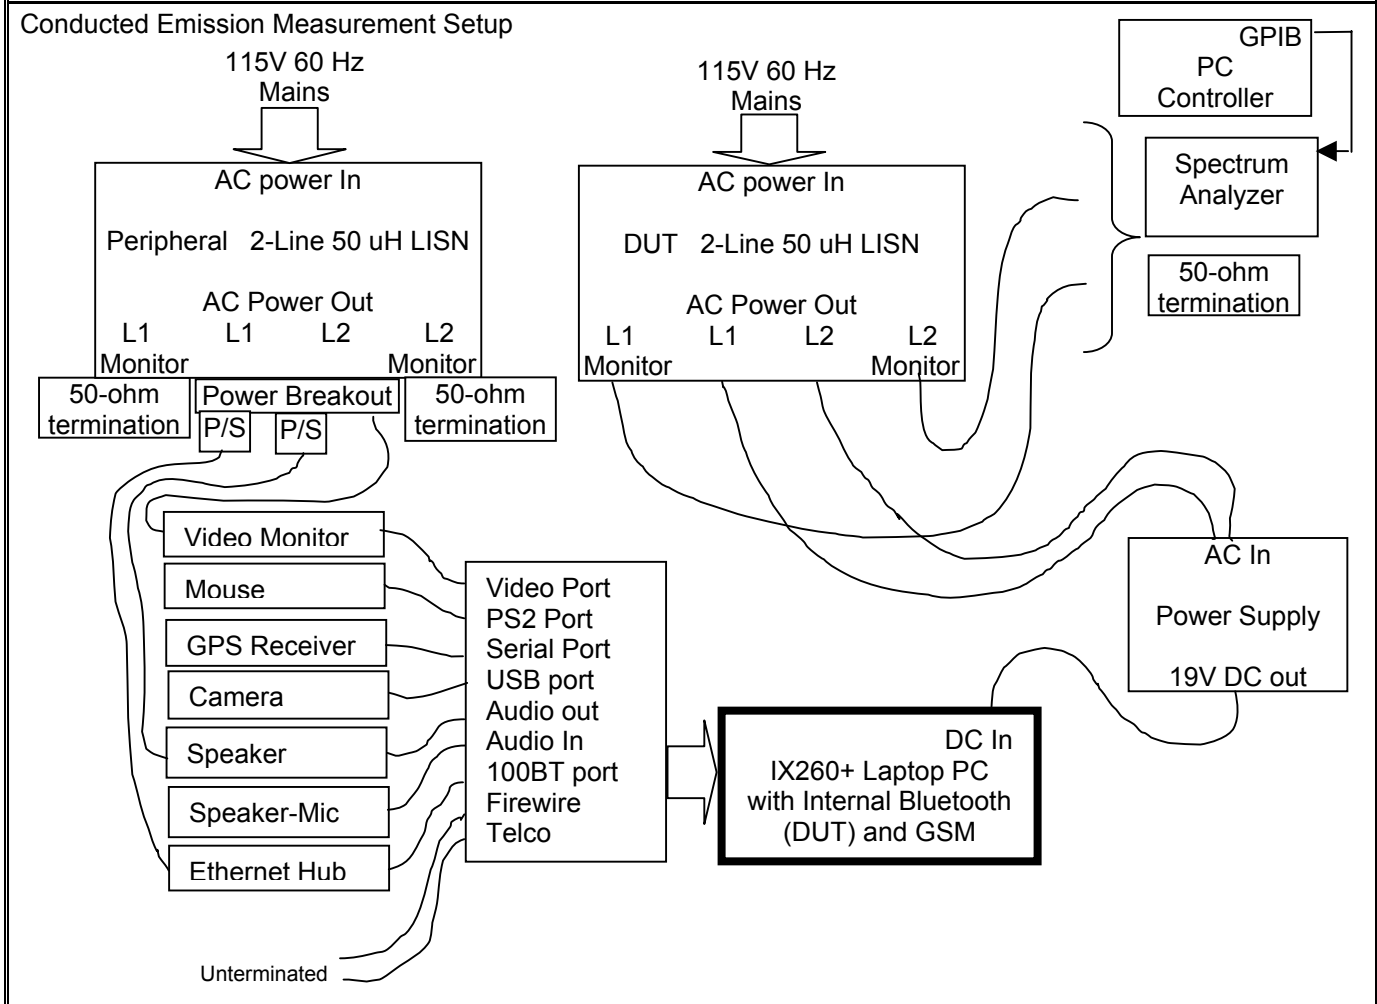 Conducted Emission Measurement Setup
115V 60 Hz
Mains
AC power In
Peripheral 2-Line 50 uH LISN
AC Power Out
L1 L1 L2 L2
Monitor Monitor
50-ohm
termination
Power Breakout
P/S P/S
50-ohm
termination
115V 60 Hz
Mains
AC power In
DUT 2-Line 50 uH LISN
AC Power Out
L1 L1 L2 L2
Monitor Monitor
GPIB
PC
Controller
Spectrum
Analyzer
50-ohm
termination
AC In
Power Supply
19V DC out
Video Monitor
Mouse
GPS Receiver
Camera
Speaker
Speaker-Mic
Ethernet Hub
Unterminated
Video Port
PS2 Port
Serial Port
USB port
Audio out
Audio In
100BT port
Firewire
Telco
DC In
IX260+ Laptop PC
with Internal Bluetooth
(DUT) and GSM